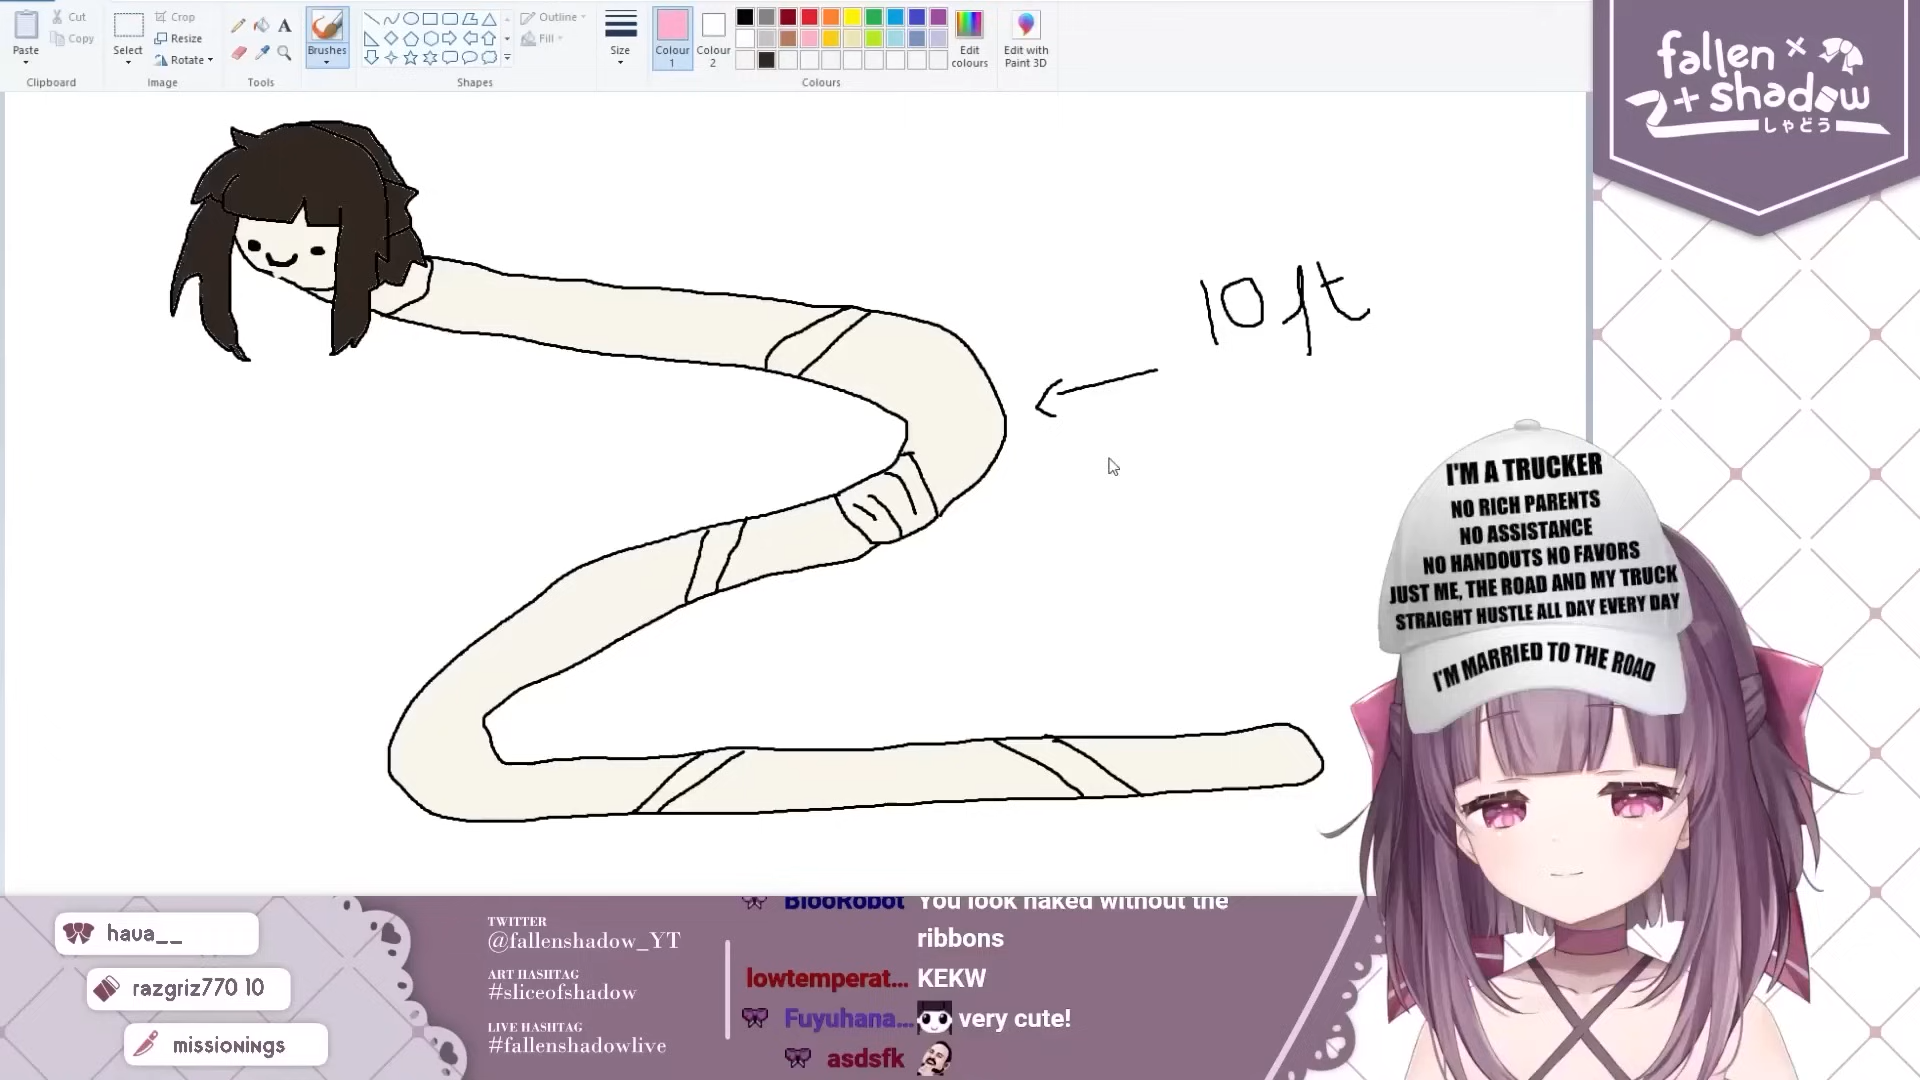 Paste
Cut
Copy
Clipboard
Select
Crop
Resize
Rotate
Image
A
Tools
Brushes
Outline
Fill
Shapes
Size
Colour
1
Colour
2
Edit
colours
Edit with
Paint 3D
Colours
fallen
shadow
しゃどう
10ft
I'M A TRUCKER
NO RICH PARENTS
NO ASSISTANCE
NO HANDOUTS NO FAVORS
JUST ME, THE ROAD AND MY TRUCK
STRAIGHT HUSTLE ALL DAY EVERY DAY
I'M MARRIED TO THE ROAD
haua__
razgriz770 10
missionings
TWITTER
@fallenshadow_YT
ART HASHTAG
#sliceofshadow
LIVE HASHTAG
#fallenshadowlive
BlooRobot You look naked without the
ribbons
lowtemperat... KEKW
Fuyuhana... very cute!
asdsfk